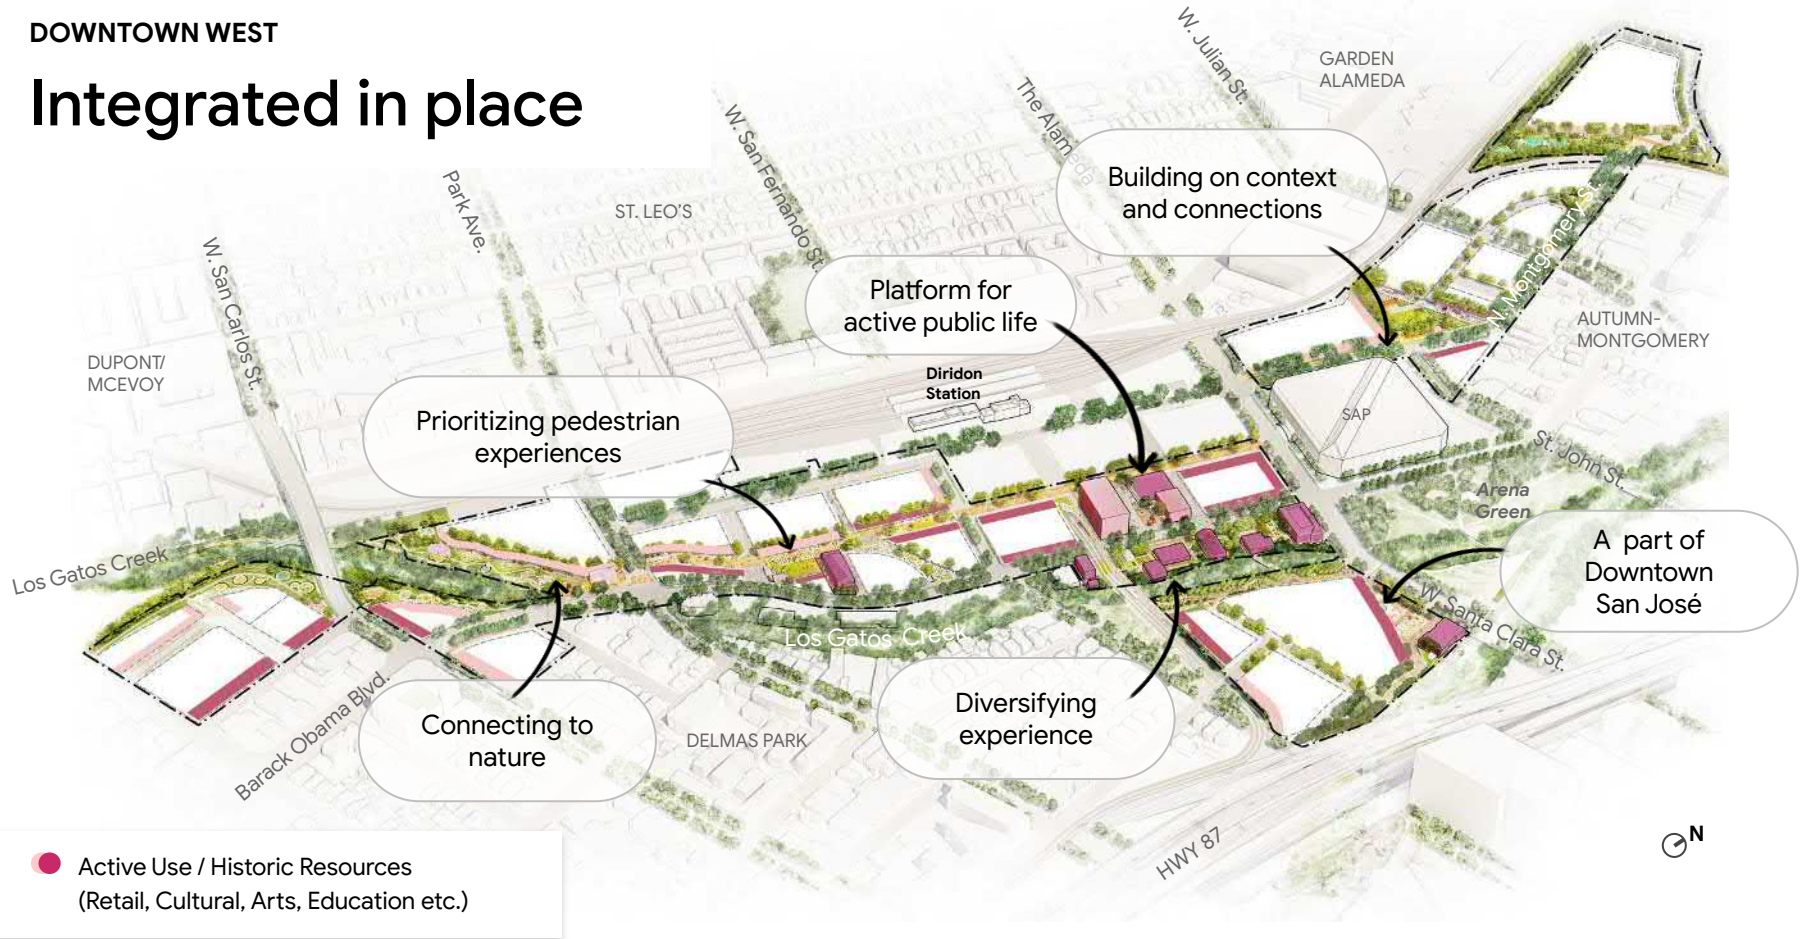 DOWNTOWN WEST
Integrated in place
W. Julian St.
GARDEN
ALAMEDA
The Alameda
W. San Fernando St.
Building on context
and connections
Park Ave.
ST. LEO'S
N. Montgomery St.
W. San Carlos St.
Platform for
active public life
AUTUMN-
MONTGOMERY
DUPONT/
MCEVOY
Diridon
Station
Prioritizing pedestrian
experiences
SAP
St. John St.
Arena
Green
Los Gatos Creek
A part of
Downtown
San José
W. Santa Clara St.
Los Gatos Creek
Barack Obama Blvd.
Connecting to
nature
DELMAS PARK
Diversifying
experience
HWY 87
N
Active Use / Historic Resources
(Retail, Cultural, Arts, Education etc.)